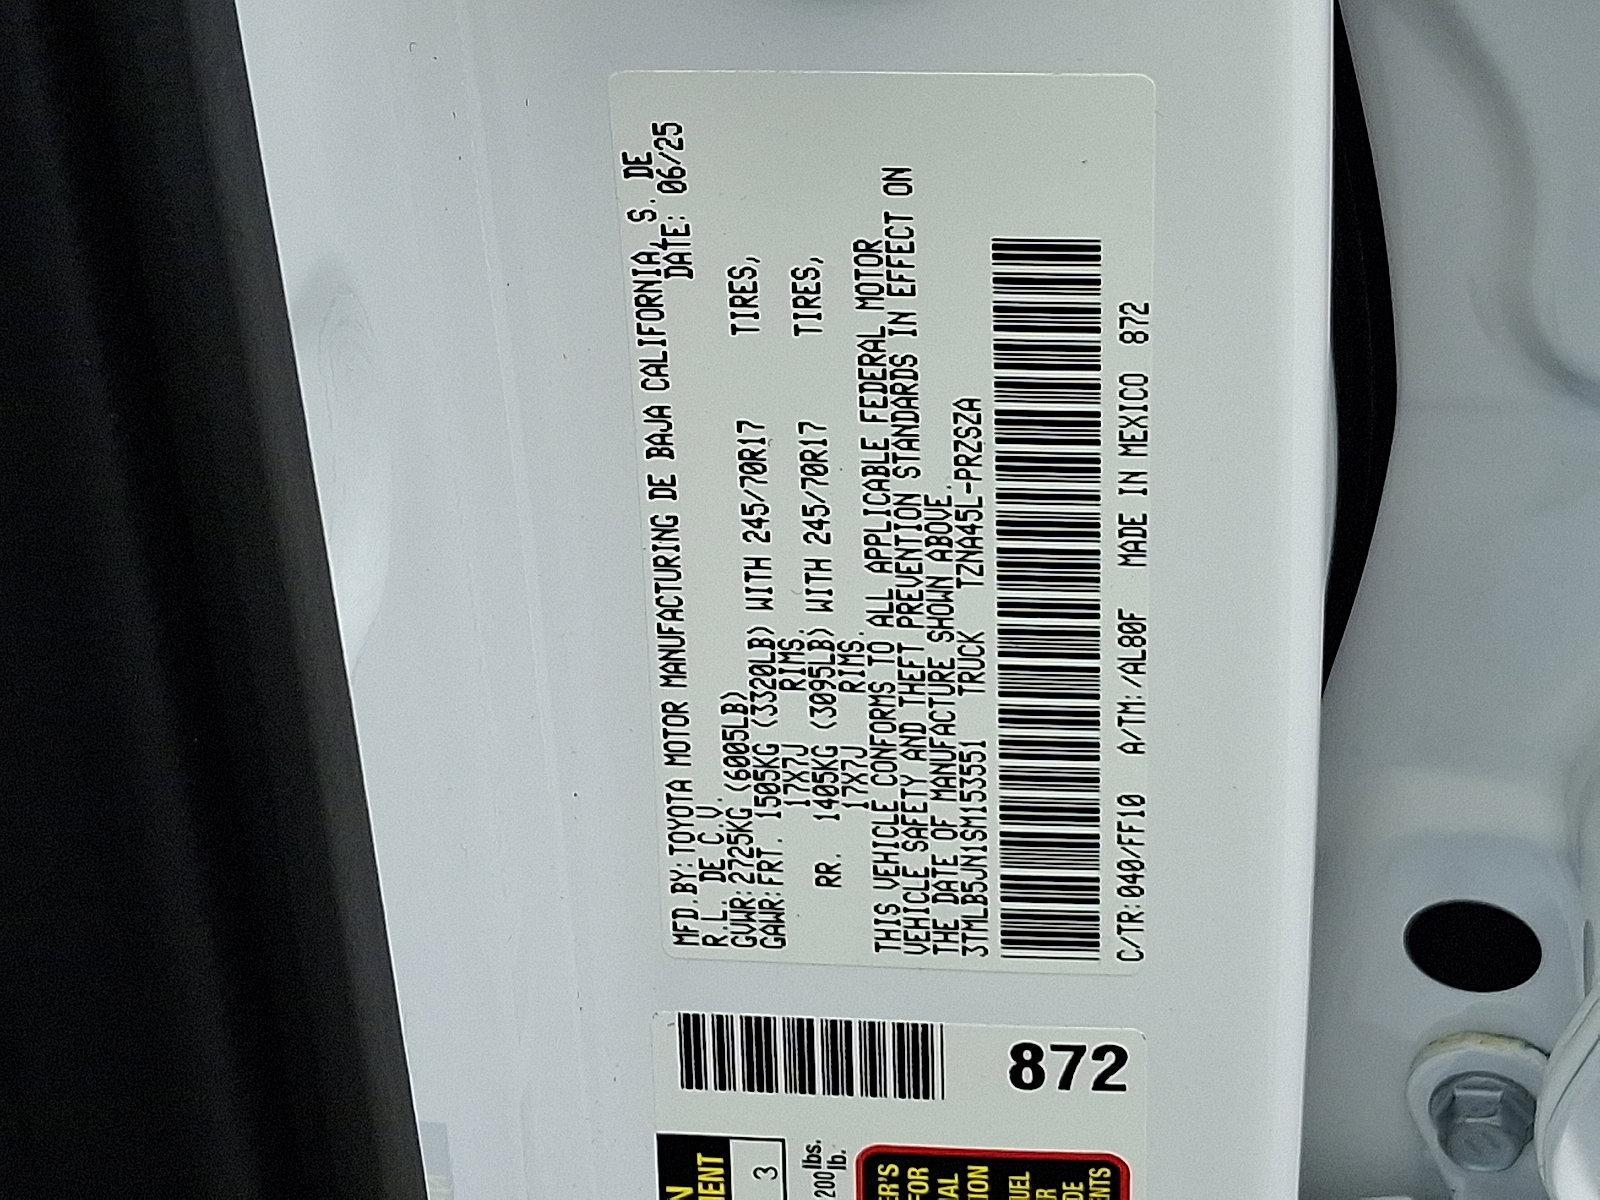 MFD.BY:TOYOTA MOTOR MANUFACTURING DE BAJA CALIFORNIA, S. DE
R.L. DE C.V. DATE: 06/25
GVWR:2725KG (6005LB)
GAWR:FRT. 1505KG (3320LB) WITH 245/70R17 TIRES,
17X7J RIMS.
RR. 1405KG (3095LB) WITH 245/70R17 TIRES,
17X7J RIMS.
THIS VEHICLE CONFORMS TO ALL APPLICABLE FEDERAL MOTOR
VEHICLE SAFETY AND THEFT PREVENTION STANDARDS IN EFFECT ON
THE DATE OF MANUFACTURE SHOWN ABOVE.
3TMLB5JN1SM153551 TRUCK TZNA45L-PRZSZA
C/TR:040/FF10 A/TM:/AL80F MADE IN MEXICO 872
872
3
200 lbs.
lb.